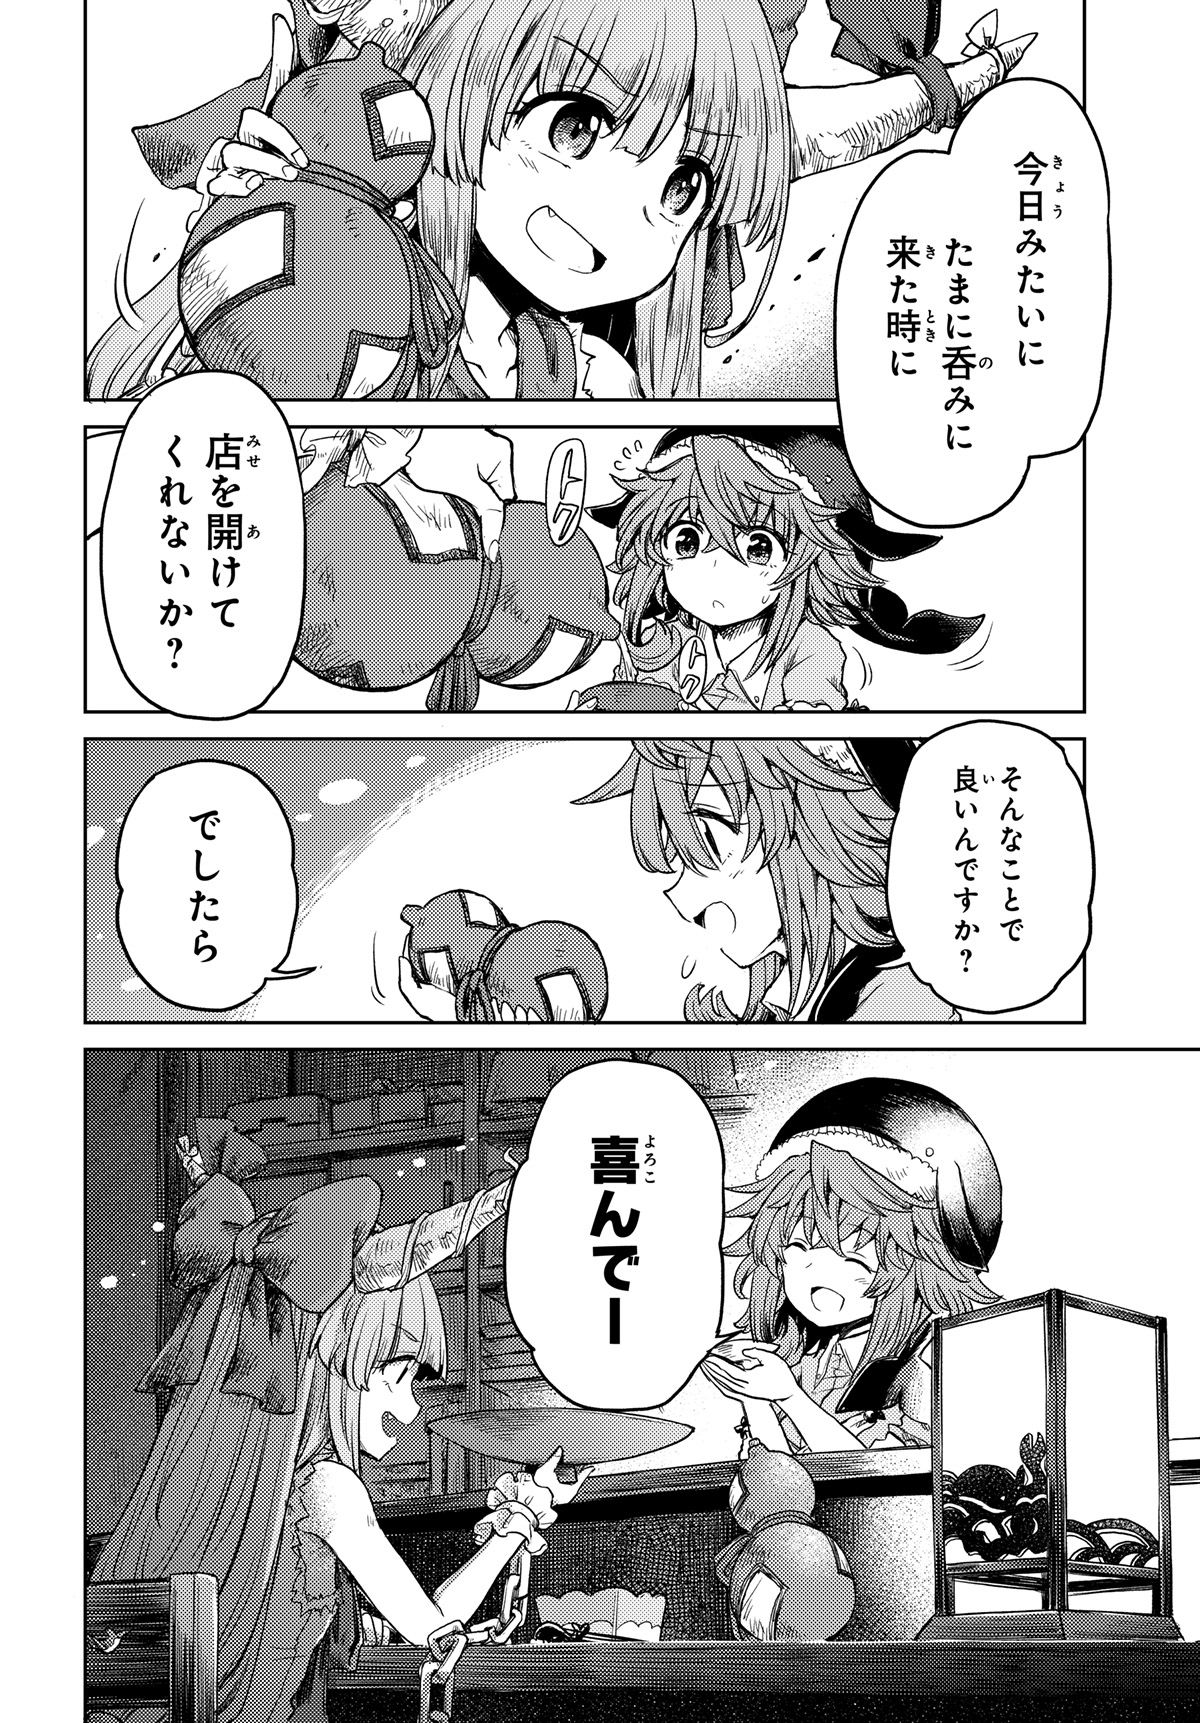 今日みたいに
たまに呑みに
来た時に
店を開けて
くれないか?
トク
トク
そんなことで
良いんですか?
でしたら
喜んでー